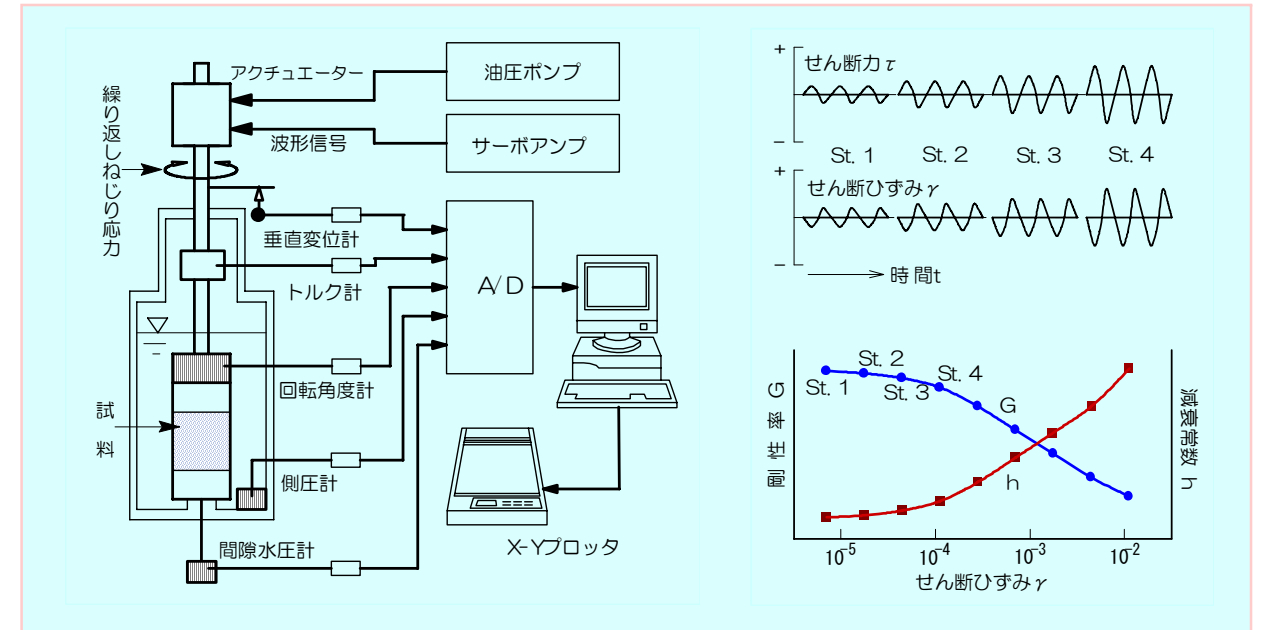 アクチュエーター
油圧ポンプ
波形信号
サーボアンプ
繰り返しねじり応力
垂直変位計
トルク計
A/D
回転角度計
試料
側圧計
間隙水圧計
X-Yプロッタ
+
せん断力τ
−
St. 1
St. 2
St. 3
St. 4
+
せん断ひずみγ
−
時間t
剛性率G
St. 1
St. 2
St. 3
St. 4
G
h
減衰常数h
10-5
10-4
10-3
10-2
せん断ひずみγ